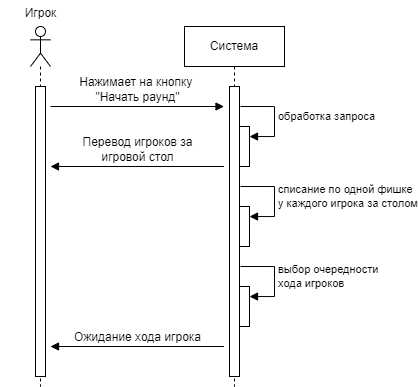 Игрок
Система
Нажимает на кнопку
"Начать раунд"
обработка запроса
Перевод игроков за
игровой стол
списание по одной фишке
у каждого игрока за столом
выбор очередности
хода игроков
Ожидание хода игрока